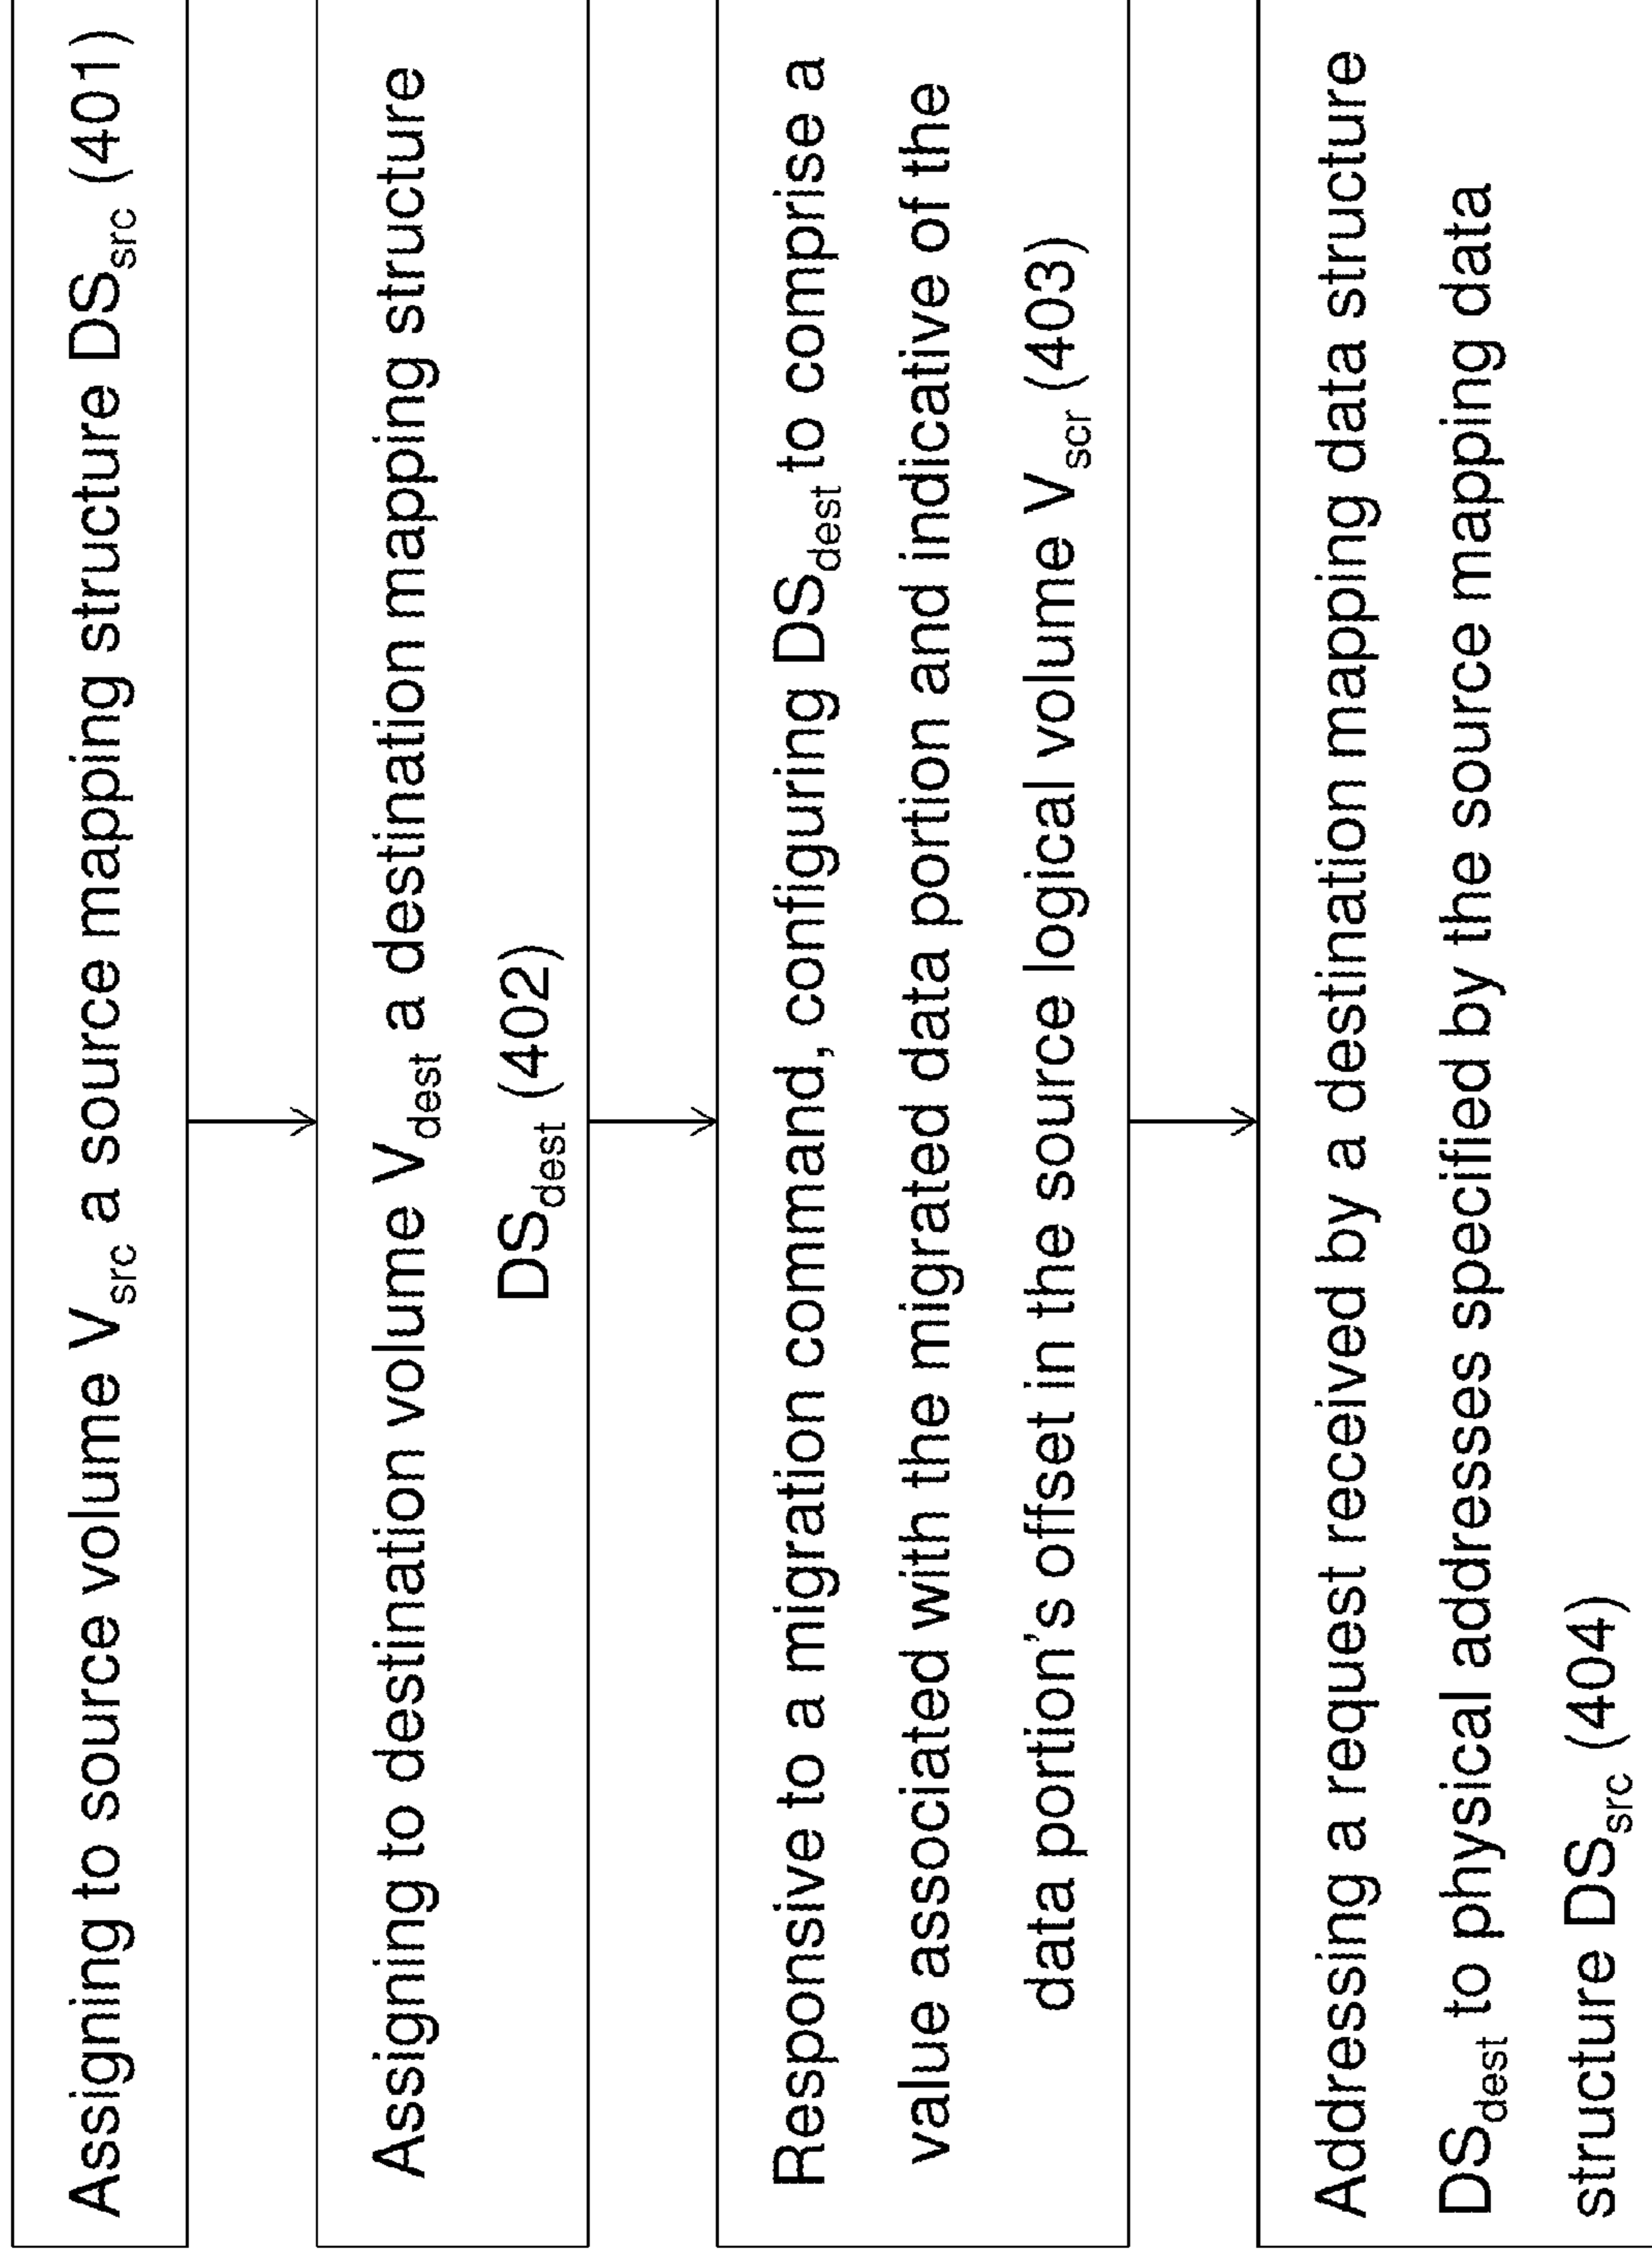 Assigning to source volume V_src a source mapping structure DS_src (401)
Assigning to destination volume V_dest a destination mapping structure
DS_dest (402)
Responsive to a migration command, configuring DS_dest to comprise a
value associated with the migrated data portion and indicative of the
data portion's offset in the source logical volume V_scr (403)
Addressing a request received by a destination mapping data structure
DS_dest to physical addresses specified by the source mapping data
structure DS_src (404)